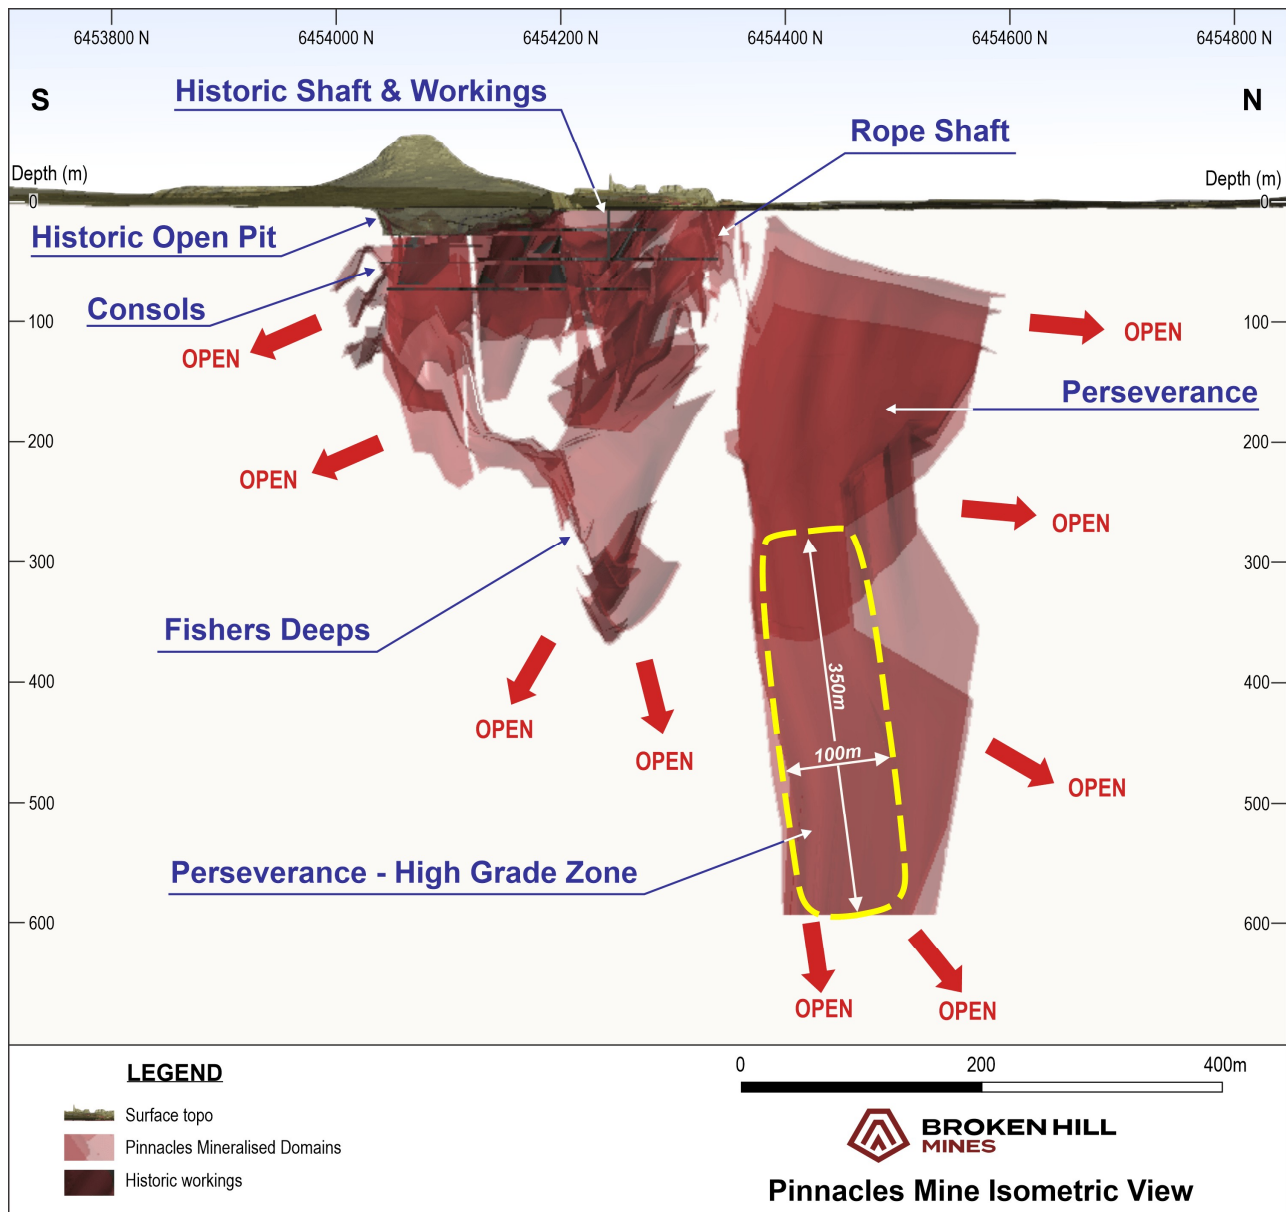 6453800 N 6454000 N 6454200 N 6454400 N 6454600 N 6454800 N
S
Historic Shaft & Workings
N
Rope Shaft
Depth (m)
Depth (m)
0
0
Historic Open Pit
Consols
100
100
OPEN
OPEN
OPEN
Perseverance
200
200
OPEN
OPEN
300
300
Fishers Deeps
350m
400
400
OPEN
OPEN
100m
OPEN
500
500
Perseverance - High Grade Zone
600
600
OPEN
OPEN
LEGEND
Surface topo
Pinnacles Mineralised Domains
Historic workings
0 200 400m
BROKEN HILL
MINES
Pinnacles Mine Isometric View